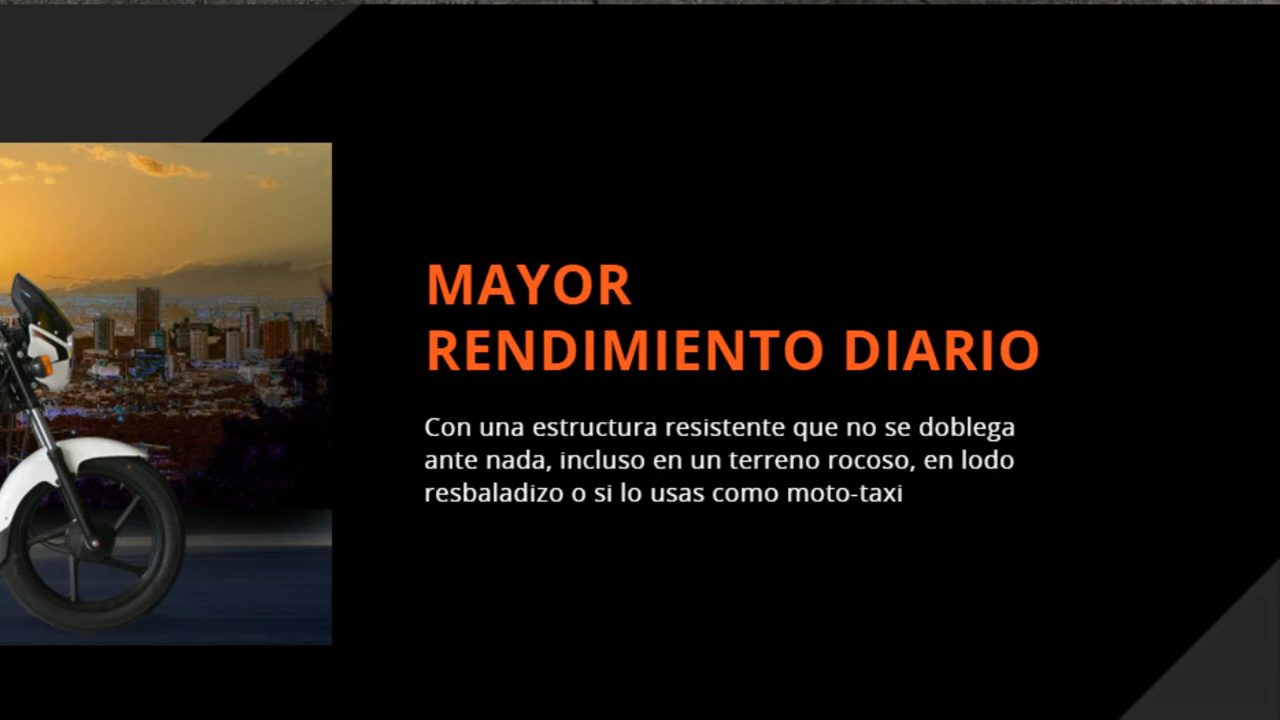 MAYOR
RENDIMIENTO DIARIO
Con una estructura resistente que no se doblega
ante nada, incluso en un terreno rocoso, en lodo
resbaladizo o si lo usas como moto-taxi